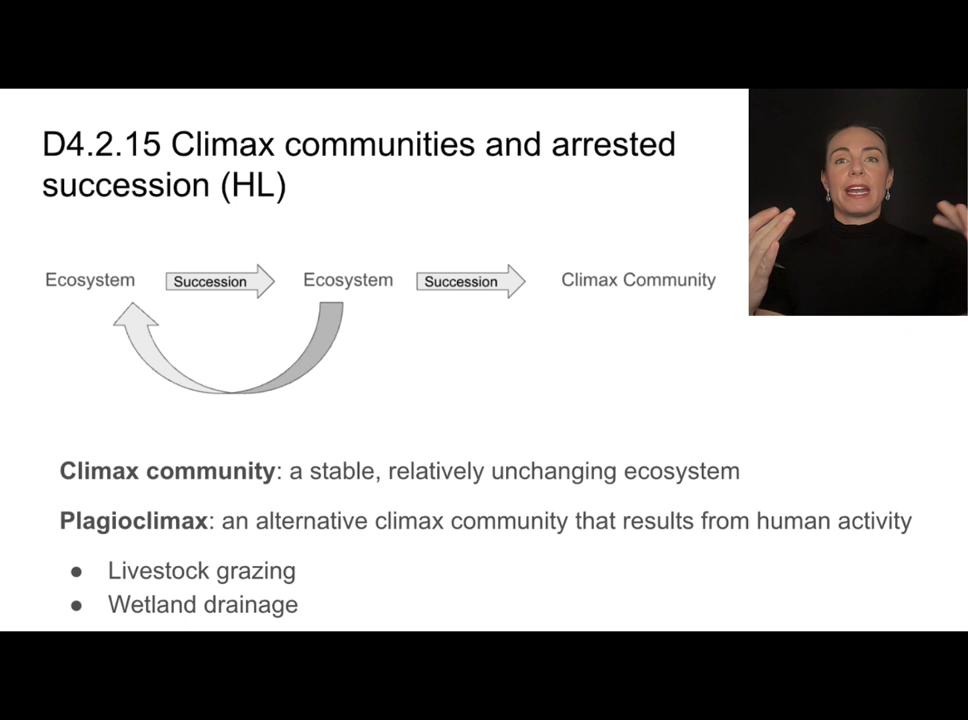 D4.2.15 Climax communities and arrested
succession (HL)
Ecosystem Succession Ecosystem Succession Climax Community
Climax community: a stable, relatively unchanging ecosystem
Plagioclimax: an alternative climax community that results from human activity
● Livestock grazing
● Wetland drainage